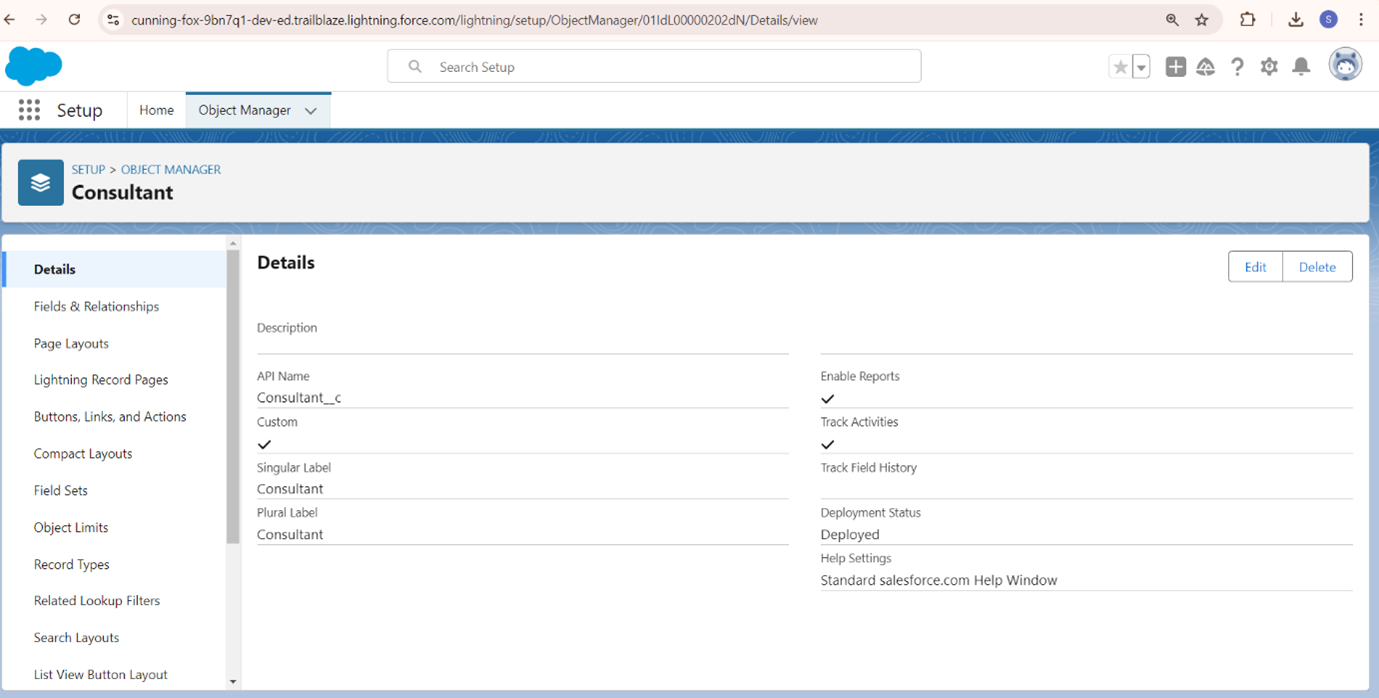 cunning-fox-9bn7q1-dev-ed.trailblaze.lightning.force.com/lightning/setup/ObjectManager/01IdL00000202dN/Details/view
S
Search Setup
Setup
Home
Object Manager
SETUP > OBJECT MANAGER
Consultant
Details
Fields & Relationships
Page Layouts
Lightning Record Pages
Buttons, Links, and Actions
Compact Layouts
Field Sets
Object Limits
Record Types
Related Lookup Filters
Search Layouts
List View Button Layout
Details
Edit
Delete
Description
API Name
Consultant__c
Custom
Singular Label
Consultant
Plural Label
Consultant
Enable Reports
Track Activities
Track Field History
Deployment Status
Deployed
Help Settings
Standard salesforce.com Help Window